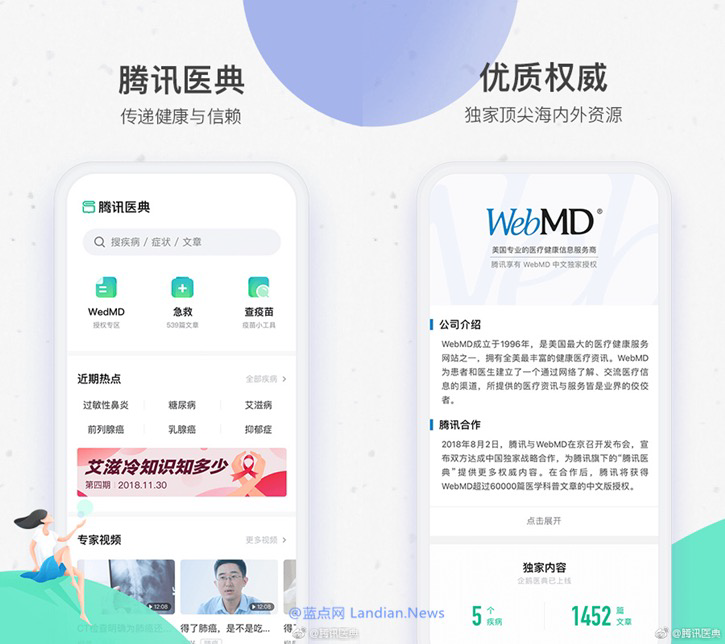 腾讯医典
传递健康与信赖
腾讯医典
搜疾病 / 症状 / 文章
WedMD
急救
查疫苗
授权专区
539篇文章
疫苗小工具
近期热点
全部疾病 >
过敏性鼻炎
糖尿病
艾滋病
前列腺癌
乳腺癌
抑郁症
艾滋冷知识知多少
第四期 | 2018.11.30
专家视频
更多视频 >
12:08
12:08
得了肺癌，是不是吃...
优质权威
独家顶尖海内外资源
WebMD®
美国专业的医疗健康信息服务商
腾讯享有 WebMD 中文独家授权
公司介绍
WebMD成立于1996年，是美国最大的医疗健康服务
网站之一，拥有全美最丰富的健康医疗资讯。WebMD
为患者和医生建立了一个通过网络了解、交流医疗信
息的渠道，所提供的医疗资讯与服务皆是业界的佼佼
者。
腾讯合作
2018年8月2日，腾讯与WebMD在京召开发布会，宣
布双方达成中国独家战略合作，为腾讯旗下的“腾讯医
典”提供更多权威内容。在合作后，腾讯将获得
WebMD超过60000篇医学科普文章的中文版授权。
点击展开
独家内容
企鹅医典已上线
5 个
疾病
1452 篇
文章
@蓝点网 Landian.News
@腾讯医典
@腾讯医典